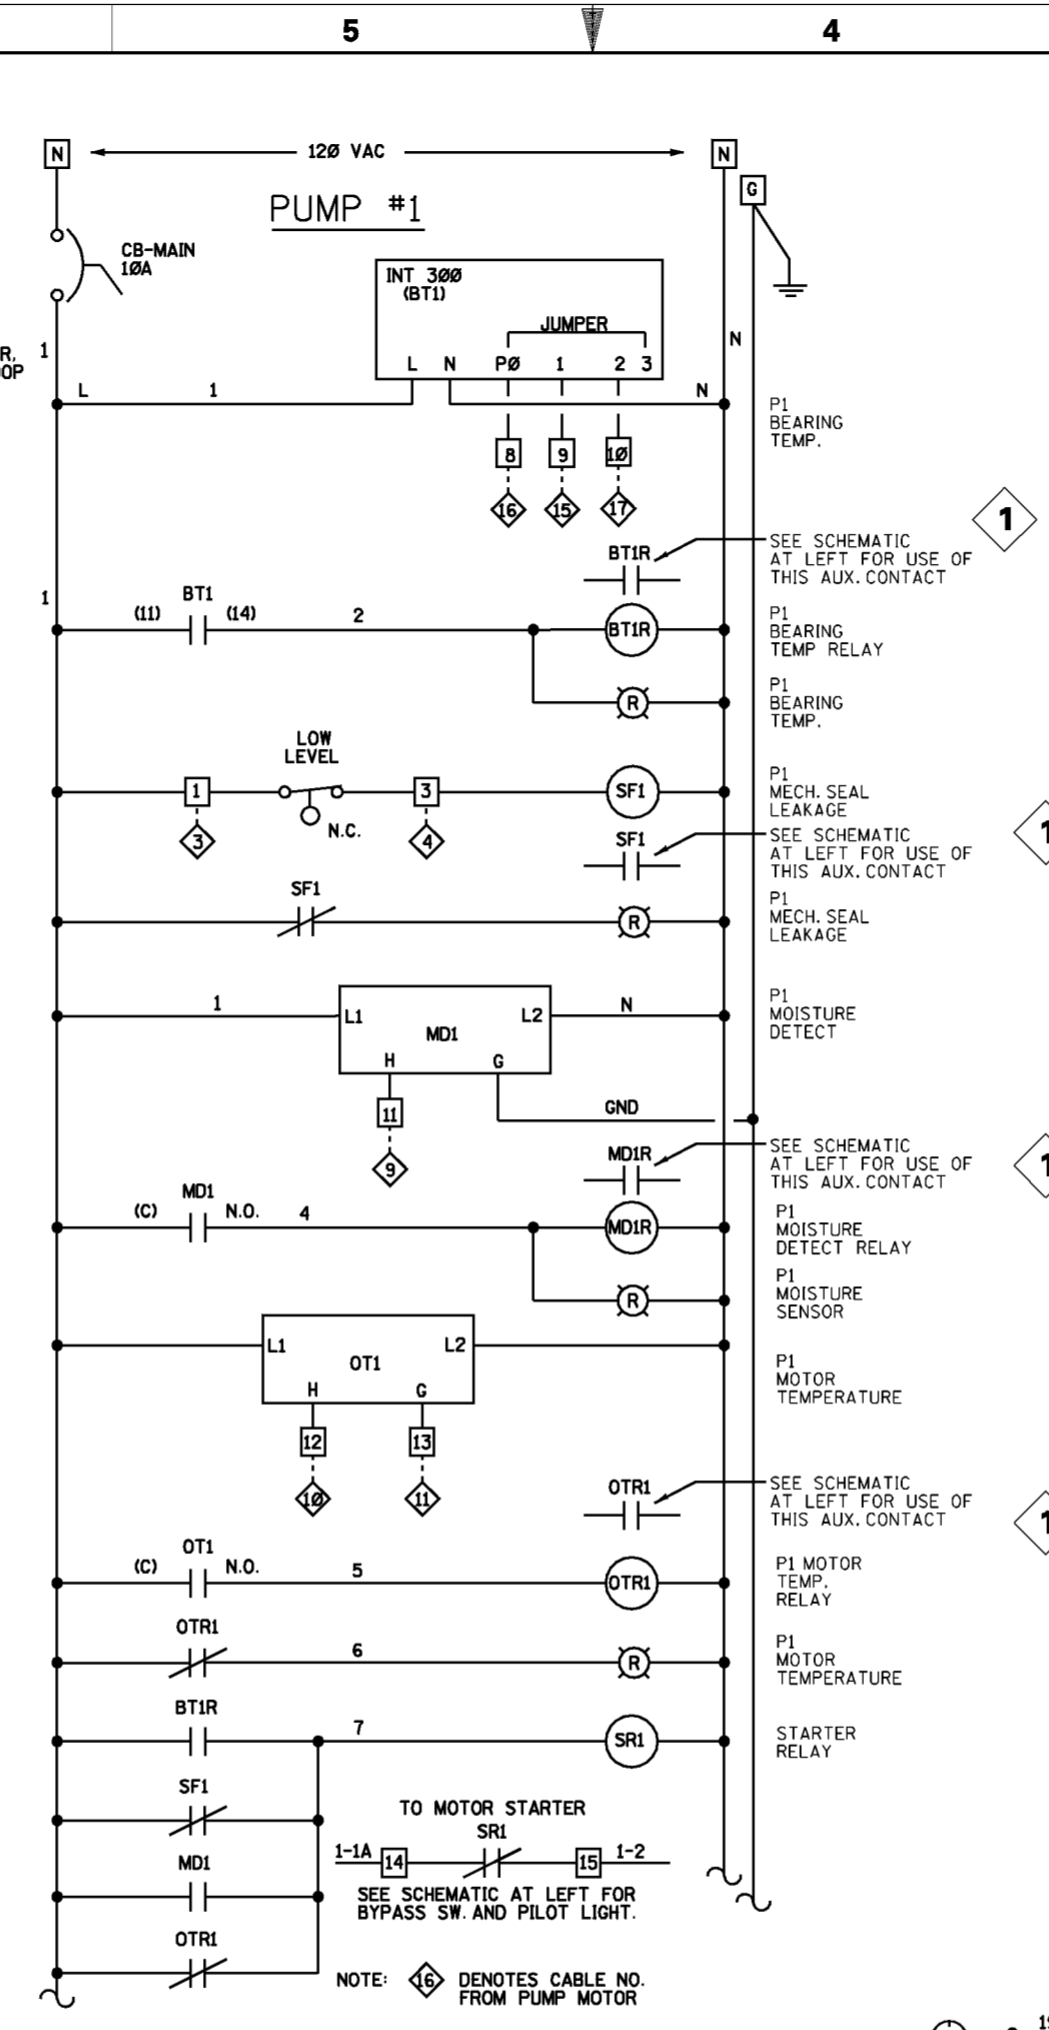 5 4
N 120 VAC N
G
PUMP #1
CB-MAIN
10A
INT 300
(BT1)
JUMPER
L N P0 1 2 3
R,
OP
1
N
L 1 N
P1
BEARING
TEMP.
8 9 10
16 15 17
1
SEE SCHEMATIC
AT LEFT FOR USE OF
THIS AUX. CONTACT
BT1R
1
BT1
(11) (14) 2
BT1R
P1
BEARING
TEMP RELAY
R
P1
BEARING
TEMP.
LOW
LEVEL
1 3
SF1
P1
MECH. SEAL
LEAKAGE
N.C.
3 4
SF1
SEE SCHEMATIC
AT LEFT FOR USE OF
THIS AUX. CONTACT
1
SF1
R
P1
MECH. SEAL
LEAKAGE
1
L1 L2
MD1
H G
N
P1
MOISTURE
DETECT
11
GND
9
MD1R
SEE SCHEMATIC
AT LEFT FOR USE OF
THIS AUX. CONTACT
1
MD1
(C) N.O. 4
MD1R
P1
MOISTURE
DETECT RELAY
R
P1
MOISTURE
SENSOR
L1 L2
OT1
H G
P1
MOTOR
TEMPERATURE
12 13
10 11
OTR1
SEE SCHEMATIC
AT LEFT FOR USE OF
THIS AUX. CONTACT
1
OT1
(C) N.O. 5
OTR1
P1 MOTOR
TEMP.
RELAY
OTR1
6
R
P1
MOTOR
TEMPERATURE
BT1R
7
SR1
STARTER
RELAY
SF1
TO MOTOR STARTER
SR1
1-1A 14 15 1-2
MD1
SEE SCHEMATIC AT LEFT FOR
BYPASS SW. AND PILOT LIGHT.
OTR1
NOTE: 16 DENOTES CABLE NO.
FROM PUMP MOTOR